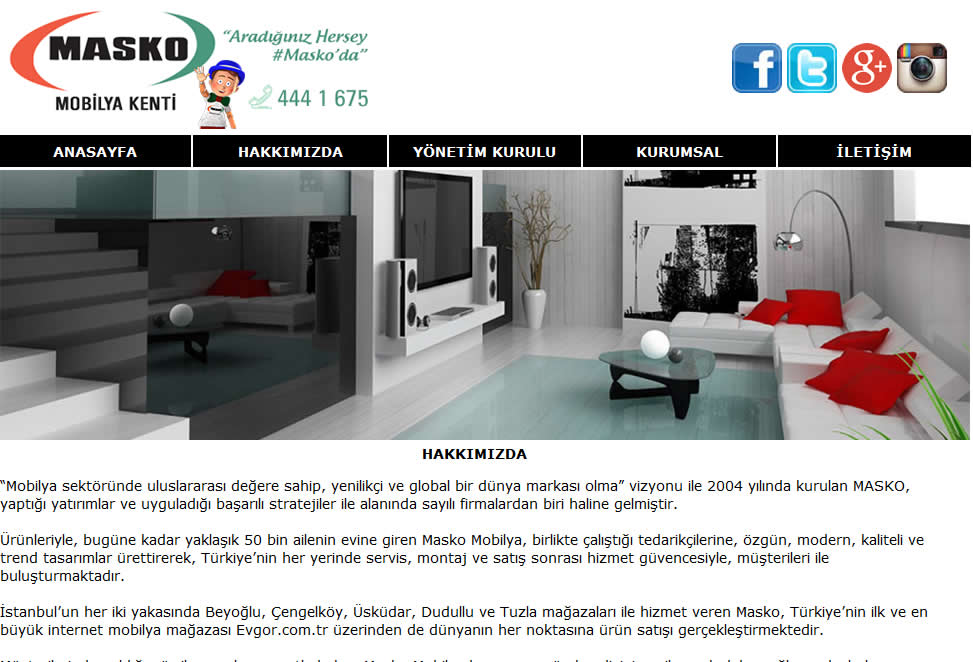 MASKO
MOBİLYA KENTİ
“Aradığınız Hersey
#Masko’da”
444 1 675
ANASAYFA HAKKIMIZDA YÖNETİM KURULU KURUMSAL İLETİŞİM
HAKKIMIZDA
“Mobilya sektöründe uluslararası değere sahip, yenilikçi ve global bir dünya markası olma” vizyonu ile 2004 yılında kurulan MASKO,
yaptığı yatırımlar ve uyguladığı başarılı stratejiler ile alanında sayılı firmalardan biri haline gelmiştir.
Ürünleriyle, bugüne kadar yaklaşık 50 bin ailenin evine giren Masko Mobilya, birlikte çalıştığı tedarikçilerine, özgün, modern, kaliteli ve
trend tasarımlar ürettirerek, Türkiye’nin her yerinde servis, montaj ve satış sonrası hizmet güvencesiyle, müşterileri ile
buluşturmaktadır.
İstanbul’un her iki yakasında Beyoğlu, Çengelköy, Üsküdar, Dudullu ve Tuzla mağazaları ile hizmet veren Masko, Türkiye’nin ilk ve en
büyük internet mobilya mağazası Evgor.com.tr üzerinden de dünyanın her noktasına ürün satışı gerçekleştirmektedir.